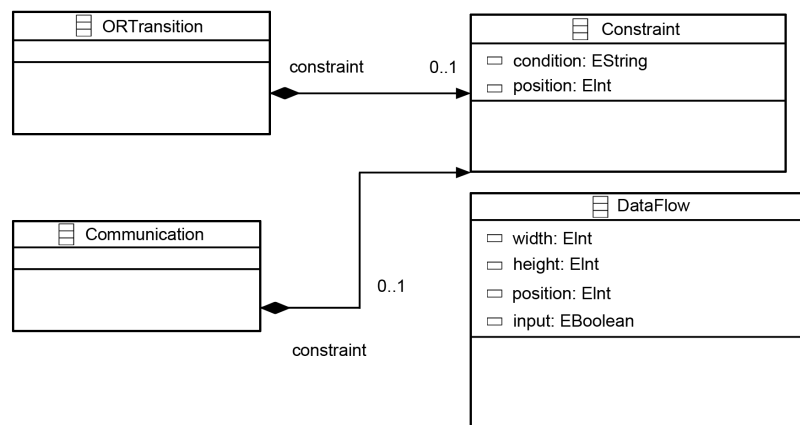 ORTransition
constraint
0..1
Constraint
condition: EString
position: EInt
Communication
0..1
constraint
DataFlow
width: EInt
height: EInt
position: EInt
input: EBoolean